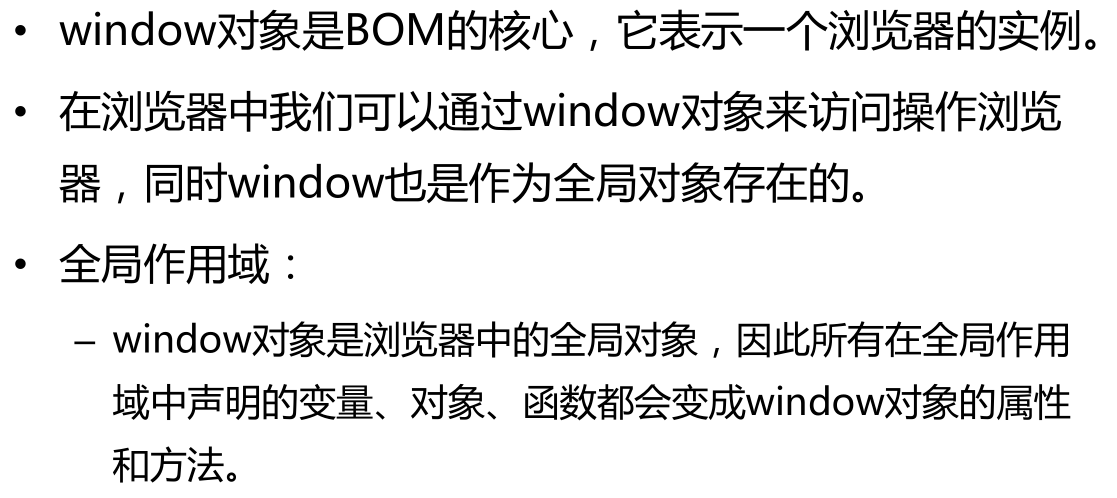 • window对象是BOM的核心，它表示一个浏览器的实例。
• 在浏览器中我们可以通过window对象来访问操作浏览
器，同时window也是作为全局对象存在的。
• 全局作用域：
– window对象是浏览器中的全局对象，因此所有在全局作用
域中声明的变量、对象、函数都会变成window对象的属性
和方法。